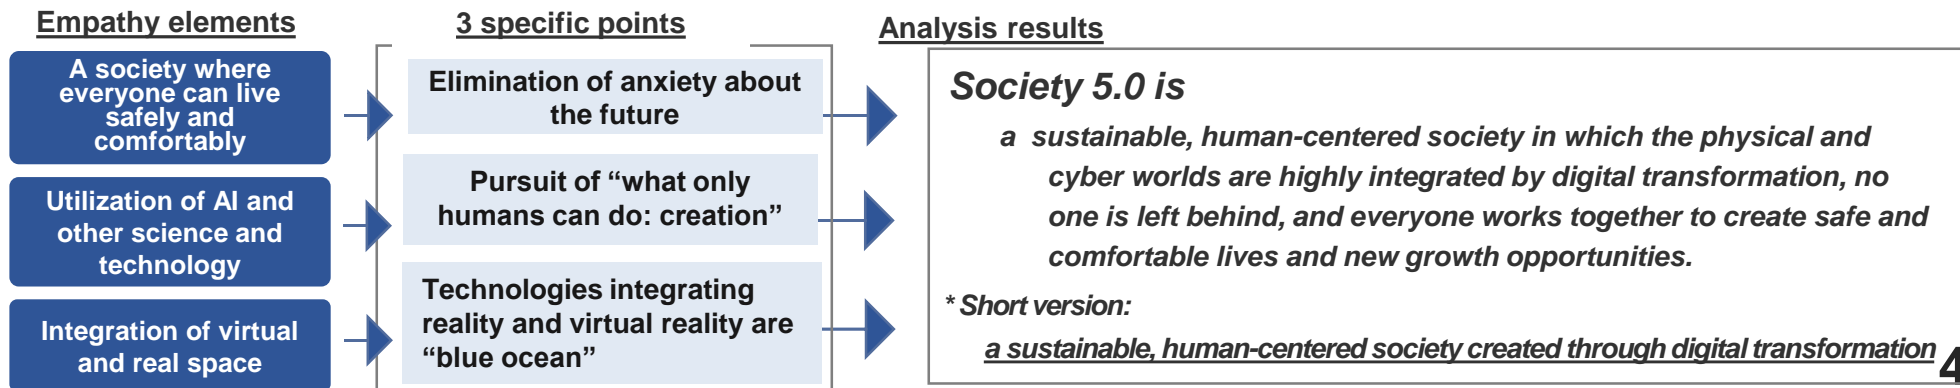 Empathy elements
A society where
everyone can live
safely and
comfortably
Utilization of AI and
other science and
technology
Integration of virtual
and real space
3 specific points
Elimination of anxiety about
the future
Pursuit of “what only
humans can do: creation”
Technologies integrating
reality and virtual reality are
“blue ocean”
Analysis results
Society 5.0 is
a sustainable, human-centered society in which the physical and
cyber worlds are highly integrated by digital transformation, no
one is left behind, and everyone works together to create safe and
comfortable lives and new growth opportunities.
* Short version:
a sustainable, human-centered society created through digital transformation
4